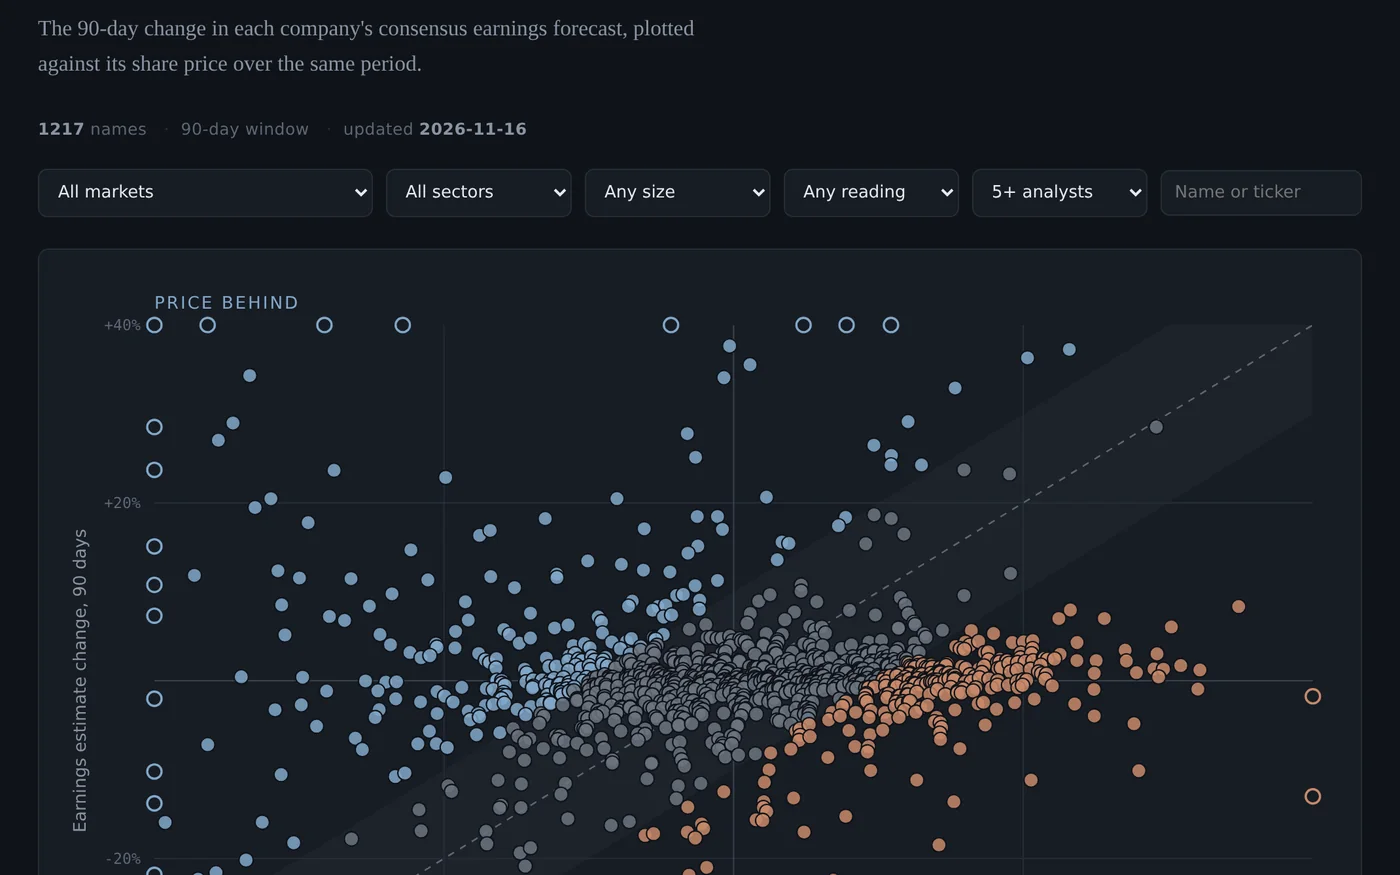 The 90-day change in each company's consensus earnings forecast, plotted
against its share price over the same period.
1217 names · 90-day window · updated 2026-11-16
All markets
All sectors
Any size
Any reading
5+ analysts
Name or ticker
PRICE BEHIND
+40%
+20%
Earnings estimate change, 90 days
-20%